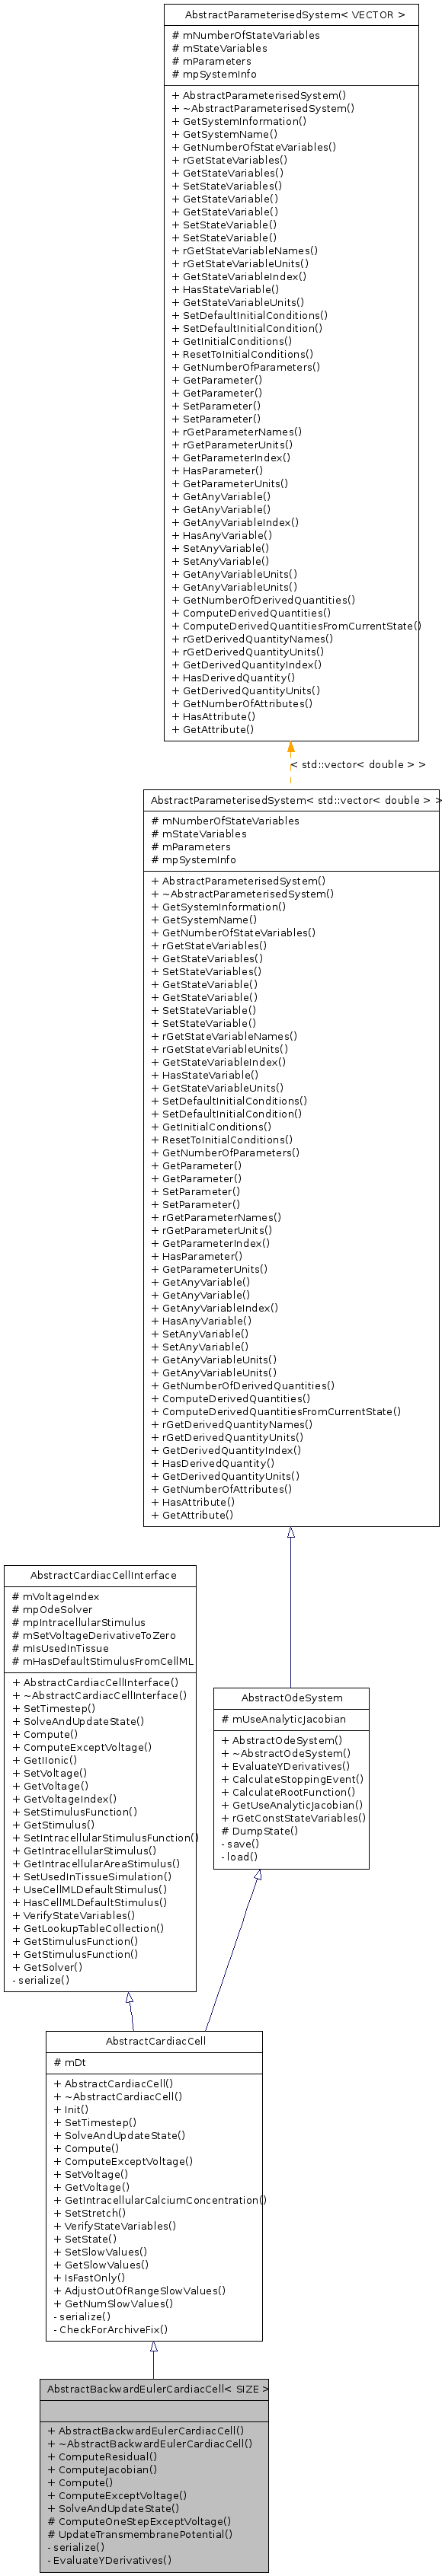 AbstractParameterisedSystem< VECTOR >
# mNumberOfStateVariables
# mStateVariables
# mParameters
# mpSystemInfo
+ AbstractParameterisedSystem()
+ ~AbstractParameterisedSystem()
+ GetSystemInformation()
+ GetSystemName()
+ GetNumberOfStateVariables()
+ rGetStateVariables()
+ GetStateVariables()
+ SetStateVariables()
+ GetStateVariable()
+ GetStateVariable()
+ SetStateVariable()
+ SetStateVariable()
+ rGetStateVariableNames()
+ rGetStateVariableUnits()
+ GetStateVariableIndex()
+ HasStateVariable()
+ GetStateVariableUnits()
+ SetDefaultInitialConditions()
+ SetDefaultInitialCondition()
+ GetInitialConditions()
+ ResetToInitialConditions()
+ GetNumberOfParameters()
+ GetParameter()
+ GetParameter()
+ SetParameter()
+ SetParameter()
+ rGetParameterNames()
+ rGetParameterUnits()
+ GetParameterIndex()
+ HasParameter()
+ GetParameterUnits()
+ GetAnyVariable()
+ GetAnyVariable()
+ GetAnyVariableIndex()
+ HasAnyVariable()
+ SetAnyVariable()
+ SetAnyVariable()
+ GetAnyVariableUnits()
+ GetAnyVariableUnits()
+ GetNumberOfDerivedQuantities()
+ ComputeDerivedQuantities()
+ ComputeDerivedQuantitiesFromCurrentState()
+ rGetDerivedQuantityNames()
+ rGetDerivedQuantityUnits()
+ GetDerivedQuantityIndex()
+ HasDerivedQuantity()
+ GetDerivedQuantityUnits()
+ GetNumberOfAttributes()
+ HasAttribute()
+ GetAttribute()
< std::vector< double > >
AbstractParameterisedSystem< std::vector< double > >
# mNumberOfStateVariables
# mStateVariables
# mParameters
# mpSystemInfo
+ AbstractParameterisedSystem()
+ ~AbstractParameterisedSystem()
+ GetSystemInformation()
+ GetSystemName()
+ GetNumberOfStateVariables()
+ rGetStateVariables()
+ GetStateVariables()
+ SetStateVariables()
+ GetStateVariable()
+ GetStateVariable()
+ SetStateVariable()
+ SetStateVariable()
+ rGetStateVariableNames()
+ rGetStateVariableUnits()
+ GetStateVariableIndex()
+ HasStateVariable()
+ GetStateVariableUnits()
+ SetDefaultInitialConditions()
+ SetDefaultInitialCondition()
+ GetInitialConditions()
+ ResetToInitialConditions()
+ GetNumberOfParameters()
+ GetParameter()
+ GetParameter()
+ SetParameter()
+ SetParameter()
+ rGetParameterNames()
+ rGetParameterUnits()
+ GetParameterIndex()
+ HasParameter()
+ GetParameterUnits()
+ GetAnyVariable()
+ GetAnyVariable()
+ GetAnyVariableIndex()
+ HasAnyVariable()
+ SetAnyVariable()
+ SetAnyVariable()
+ GetAnyVariableUnits()
+ GetAnyVariableUnits()
+ GetNumberOfDerivedQuantities()
+ ComputeDerivedQuantities()
+ ComputeDerivedQuantitiesFromCurrentState()
+ rGetDerivedQuantityNames()
+ rGetDerivedQuantityUnits()
+ GetDerivedQuantityIndex()
+ HasDerivedQuantity()
+ GetDerivedQuantityUnits()
+ GetNumberOfAttributes()
+ HasAttribute()
+ GetAttribute()
AbstractCardiacCellInterface
# mVoltageIndex
# mpOdeSolver
# mpIntracellularStimulus
# mSetVoltageDerivativeToZero
# mIsUsedInTissue
# mHasDefaultStimulusFromCellML
+ AbstractCardiacCellInterface()
+ ~AbstractCardiacCellInterface()
+ SetTimestep()
+ SolveAndUpdateState()
+ Compute()
+ ComputeExceptVoltage()
+ GetIIonic()
+ SetVoltage()
+ GetVoltage()
+ GetVoltageIndex()
+ SetStimulusFunction()
+ GetStimulus()
+ SetIntracellularStimulusFunction()
+ GetIntracellularStimulus()
+ GetIntracellularAreaStimulus()
+ SetUsedInTissueSimulation()
+ UseCellMLDefaultStimulus()
+ HasCellMLDefaultStimulus()
+ VerifyStateVariables()
+ GetLookupTableCollection()
+ GetStimulusFunction()
+ GetStimulusFunction()
+ GetSolver()
- serialize()
AbstractOdeSystem
# mUseAnalyticJacobian
+ AbstractOdeSystem()
+ ~AbstractOdeSystem()
+ EvaluateYDerivatives()
+ CalculateStoppingEvent()
+ CalculateRootFunction()
+ GetUseAnalyticJacobian()
+ rGetConstStateVariables()
# DumpState()
- save()
- load()
AbstractCardiacCell
# mDt
+ AbstractCardiacCell()
+ ~AbstractCardiacCell()
+ Init()
+ SetTimestep()
+ SolveAndUpdateState()
+ Compute()
+ ComputeExceptVoltage()
+ SetVoltage()
+ GetVoltage()
+ GetIntracellularCalciumConcentration()
+ SetStretch()
+ VerifyStateVariables()
+ SetState()
+ SetSlowValues()
+ GetSlowValues()
+ IsFastOnly()
+ AdjustOutOfRangeSlowValues()
+ GetNumSlowValues()
- serialize()
- CheckForArchiveFix()
AbstractBackwardEulerCardiacCell< SIZE >
+ AbstractBackwardEulerCardiacCell()
+ ~AbstractBackwardEulerCardiacCell()
+ ComputeResidual()
+ ComputeJacobian()
+ Compute()
+ ComputeExceptVoltage()
+ SolveAndUpdateState()
# ComputeOneStepExceptVoltage()
# UpdateTransmembranePotential()
- serialize()
- EvaluateYDerivatives()